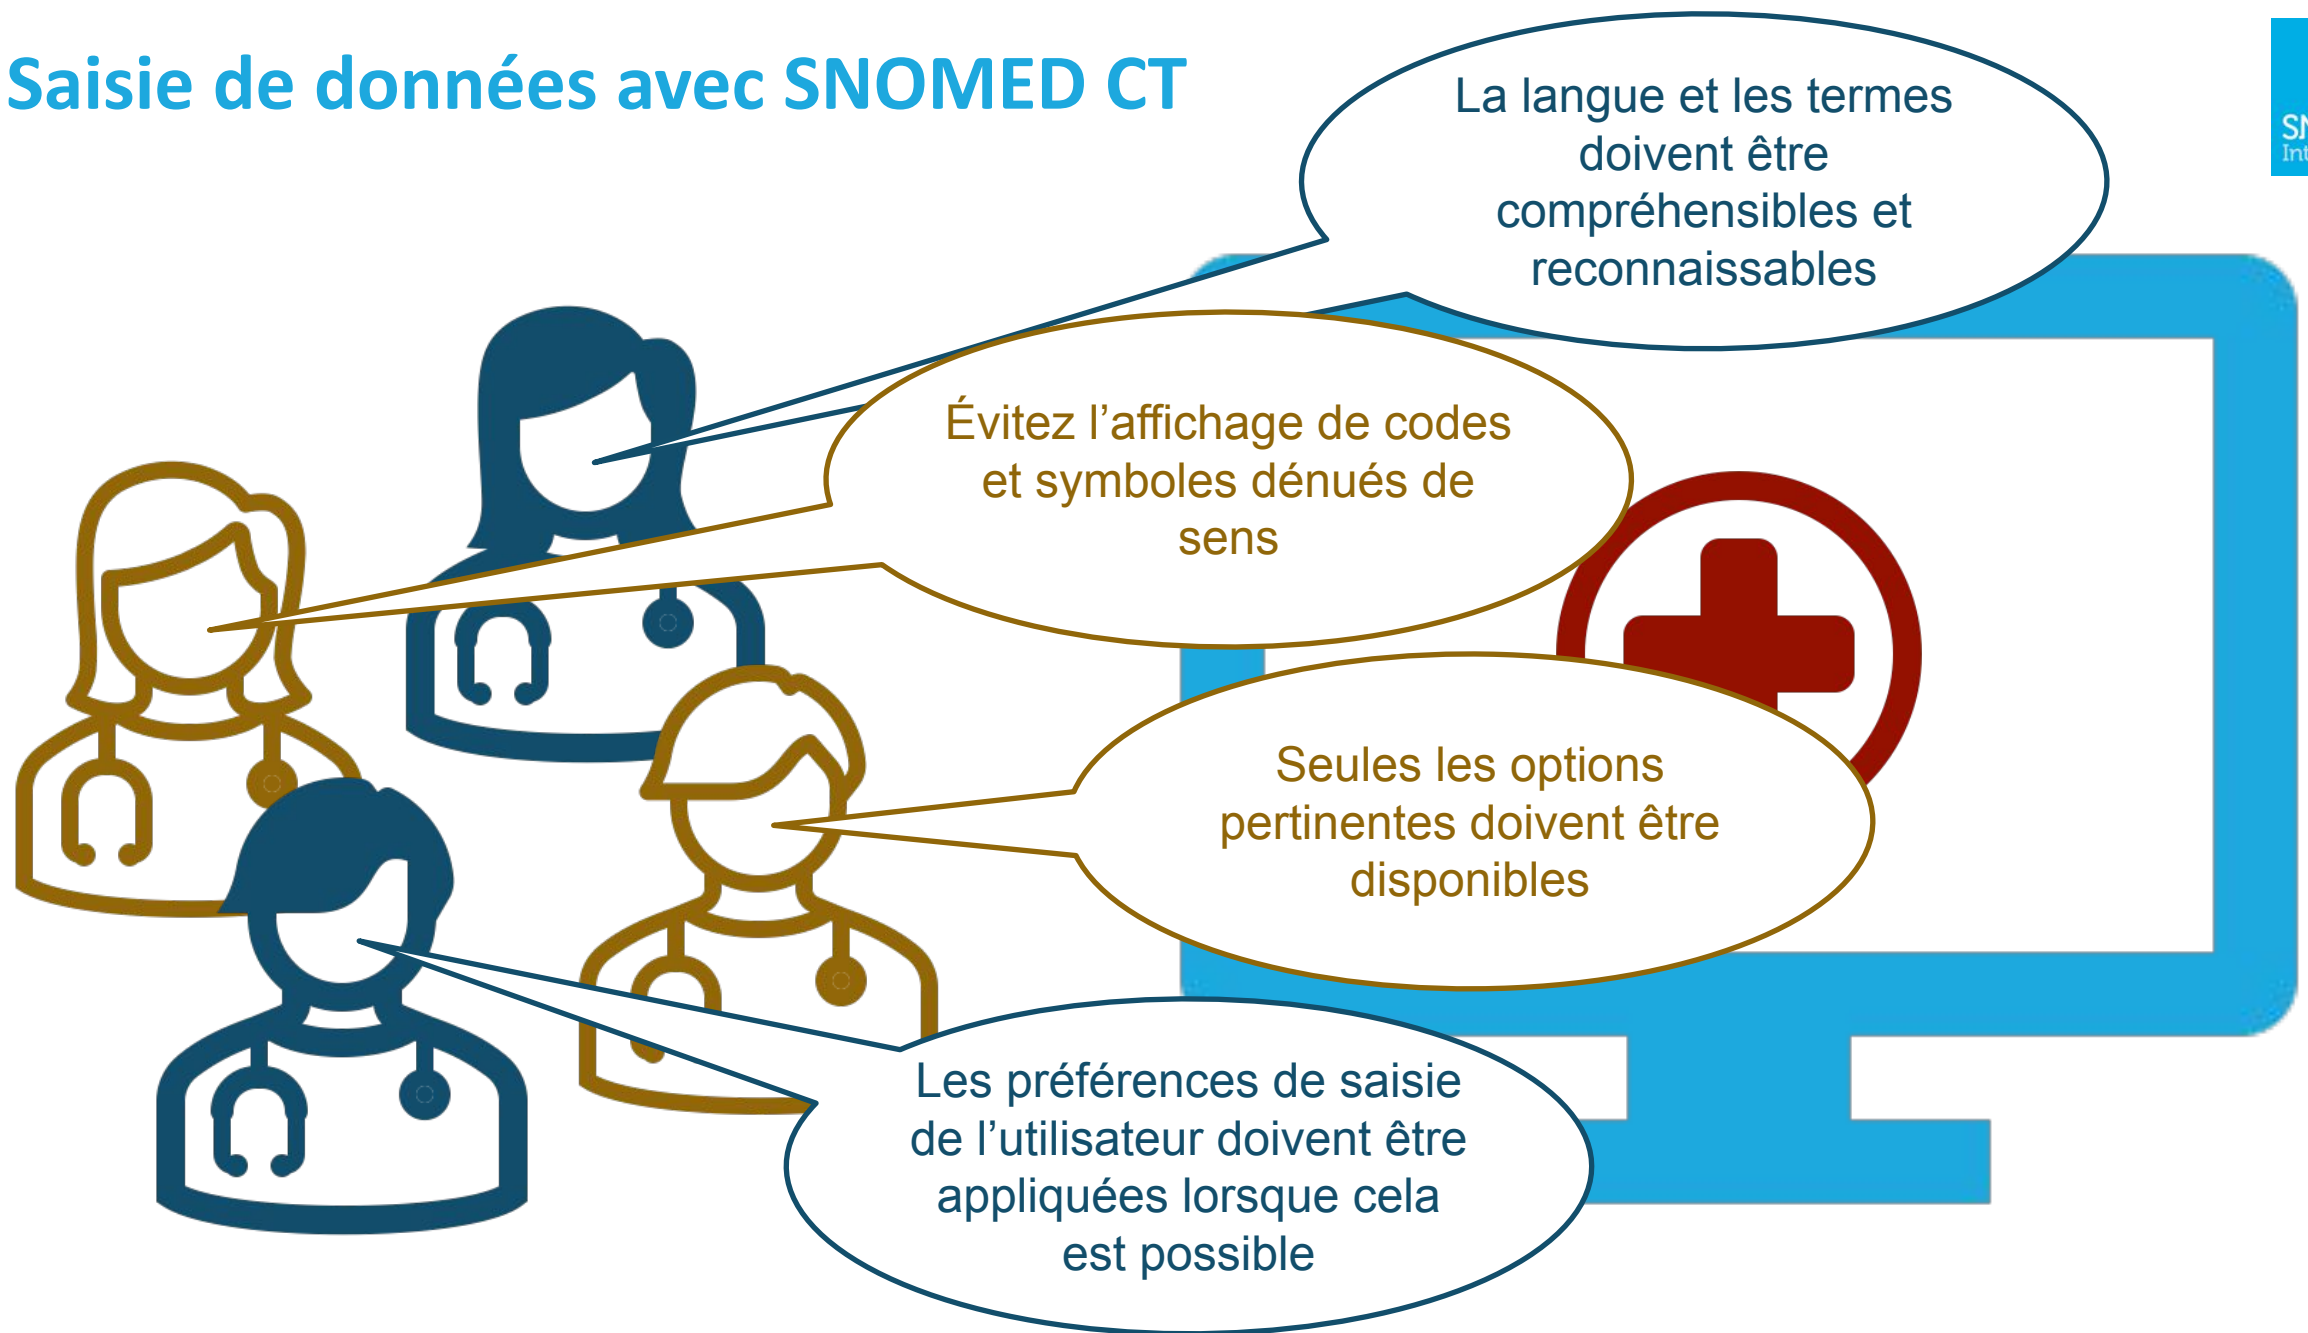 Saisie de données avec SNOMED CT
La langue et les termes
doivent être
compréhensibles et
reconnaissables
Évitez l’affichage de codes
et symboles dénués de
sens
Seules les options
pertinentes doivent être
disponibles
Les préférences de saisie
de l’utilisateur doivent être
appliquées lorsque cela
est possible